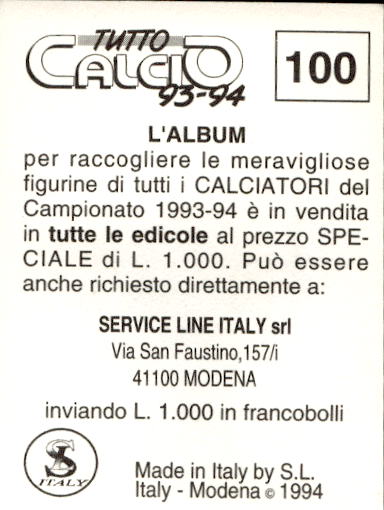 TUTTO
CALCIO
93-94
100
L'ALBUM
per raccogliere le meravigliose
figurine di tutti i CALCIATORI del
Campionato 1993-94 è in vendita
in tutte le edicole al prezzo SPE-
CIALE di L. 1.000. Può essere
anche richiesto direttamente a:
SERVICE LINE ITALY srl
Via San Faustino,157/i
41100 MODENA
inviando L. 1.000 in francobolli
SL
ITALY
Made in Italy by S.L.
Italy - Modena © 1994